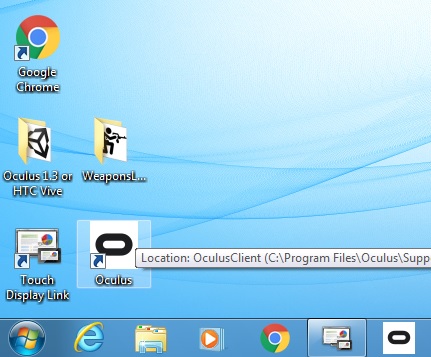 Google
Chrome
Oculus 1.3 or
HTC Vive
WeaponsL...
Touch
Display Link
Oculus
Location: OculusClient (C:\Program Files\Oculus\Supp